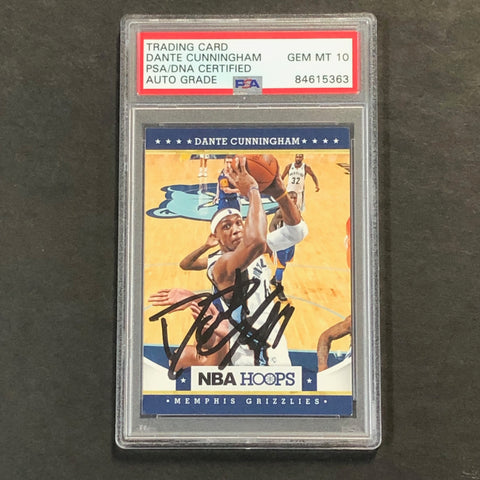 TRADING CARD
DANTE CUNNINGHAM GEM MT 10
PSA/DNA CERTIFIED
AUTO GRADE PSA 84615363
DANTE CUNNINGHAM
32
NBA HOOPS
MEMPHIS GRIZZLIES